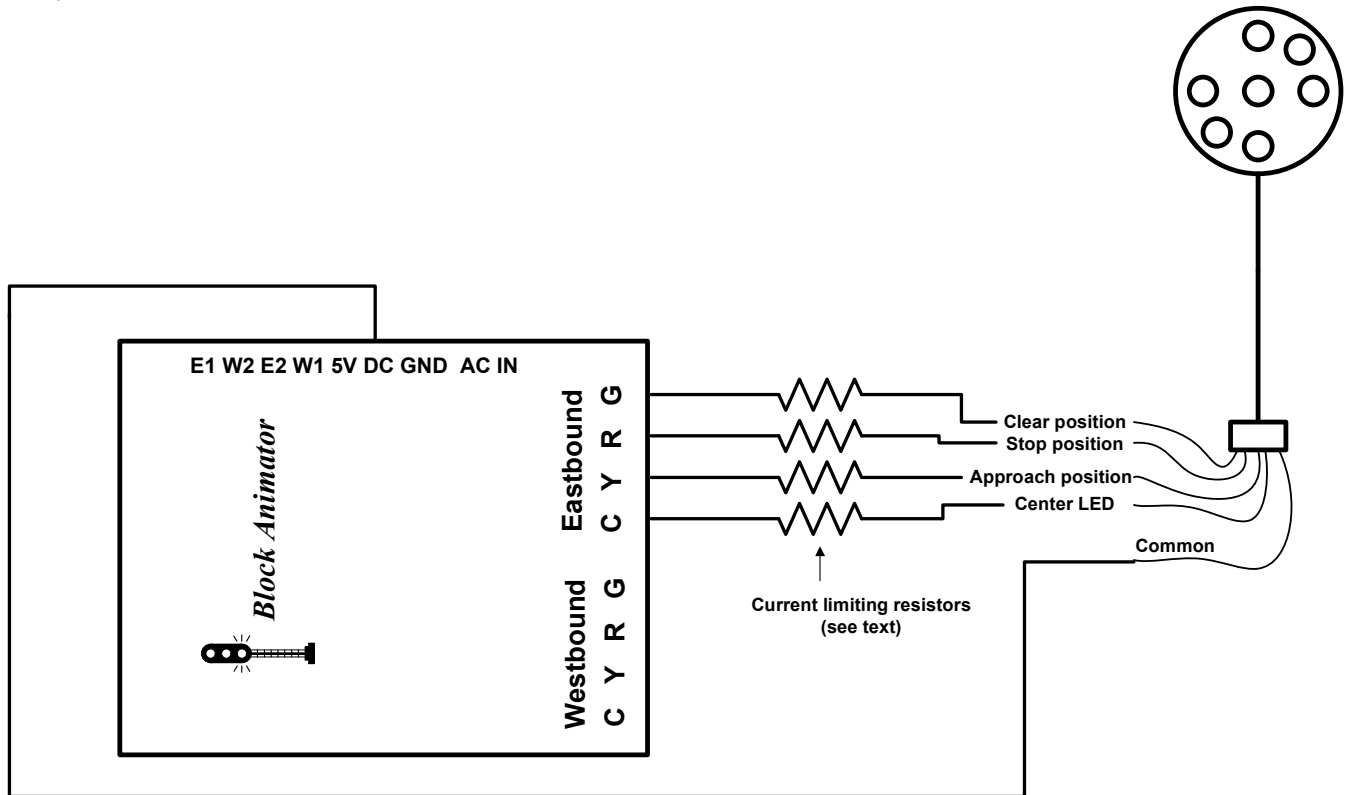 E1 W2 E2 W1 5V DC GND AC IN
Block Animator
Eastbound
G
R
Y
C
Westbound
G
R
Y
C
Clear position
Stop position
Approach position
Center LED
Common
Current limiting resistors
(see text)